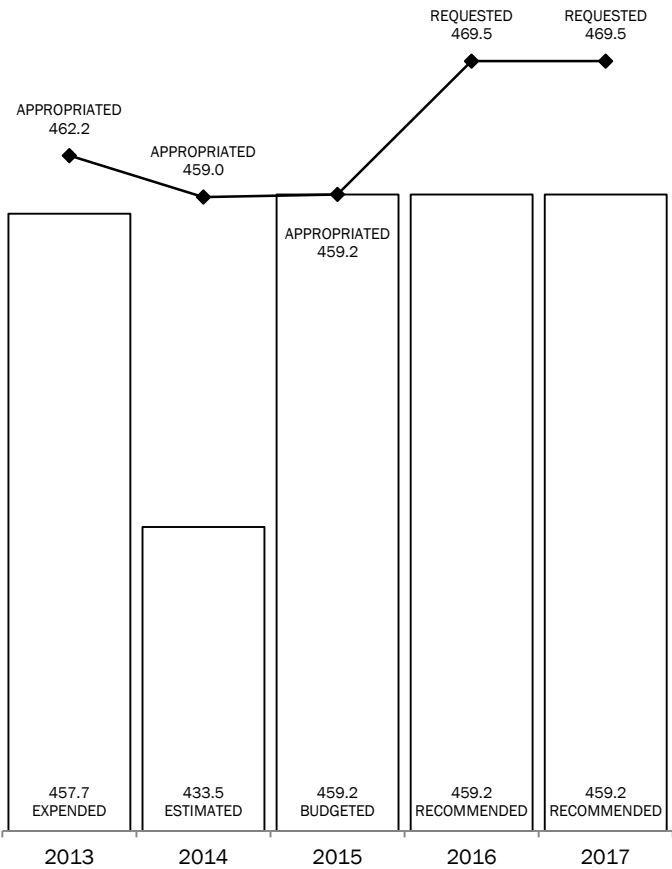 REQUESTED
469.5
REQUESTED
469.5
APPROPRIATED
462.2
APPROPRIATED
459.0
APPROPRIATED
459.2
457.7
EXPENDED
433.5
ESTIMATED
459.2
BUDGETED
459.2
RECOMMENDED
459.2
RECOMMENDED
2013
2014
2015
2016
2017